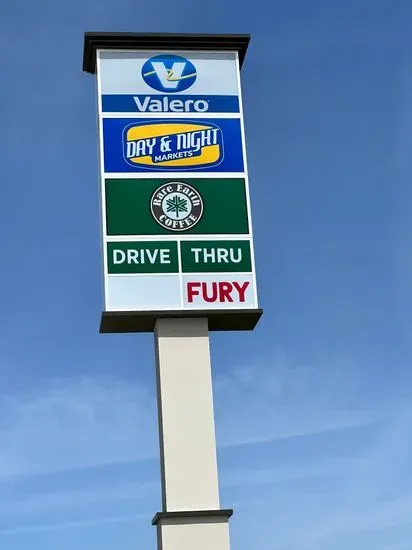 Valero
DAY & NIGHT
MARKETS
Rare Earth
COFFEE
DRIVE THRU
FURY